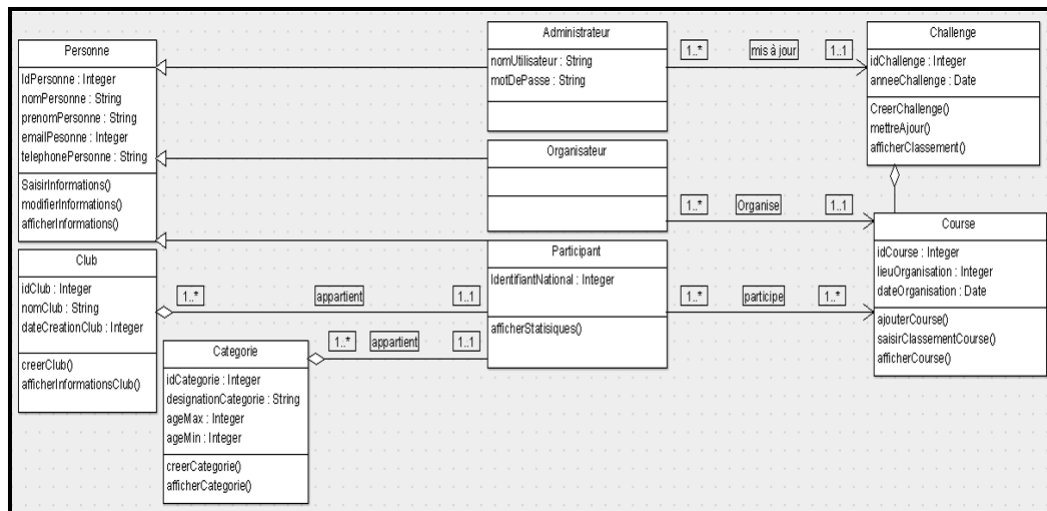 Personne
IdPersonne : Integer
nomPersonne : String
prenomPersonne : String
emailPesonne : Integer
telephonePersonne : String
SaisirInformations()
modifierInformations()
afficherInformations()
Administrateur
nomUtilisateur : String
motDePasse : String
1..* mis à jour 1..1
Challenge
idChallenge : Integer
anneeChallenge : Date
CreerChallenge()
mettreAjour()
afficherClassement()
Organisateur
1..* Organise 1..1
Course
idCourse : Integer
lieuOrganisation : Integer
dateOrganisation : Date
ajouterCourse()
saisirClassementCourse()
afficherCourse()
Club
idClub : Integer
nomClub : String
dateCreationClub : Integer
creerClub()
afficherInformationsClub()
1..* appartient 1..1
Participant
IdentifiantNational : Integer
afficherStatisiques()
1..* participe 1..*
1..* appartient 1..1
Categorie
idCategorie : Integer
designationCategorie : String
ageMax : Integer
ageMin : Integer
creerCategorie()
afficherCategorie()